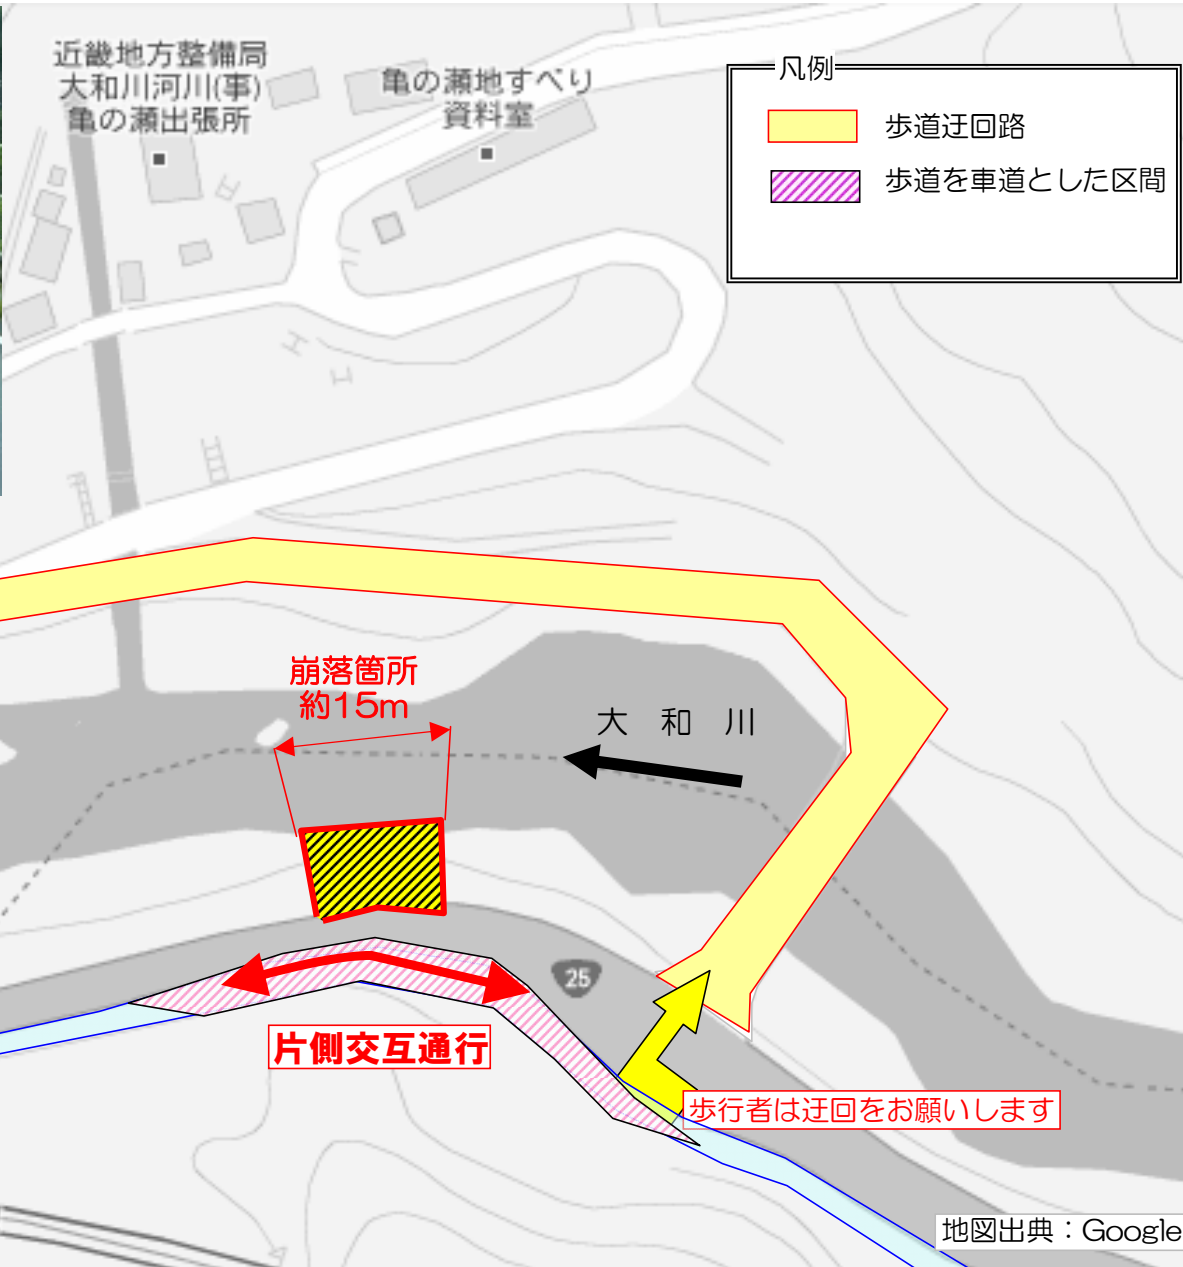 近畿地方整備局
大和川河川(事)
亀の瀬出張所
亀の瀬地すべり
資料室
凡例
歩道迂回路
歩道を車道とした区間
崩落箇所
約15m
大 和 川
25
片側交互通行
歩行者は迂回をお願いします
地図出典：Google